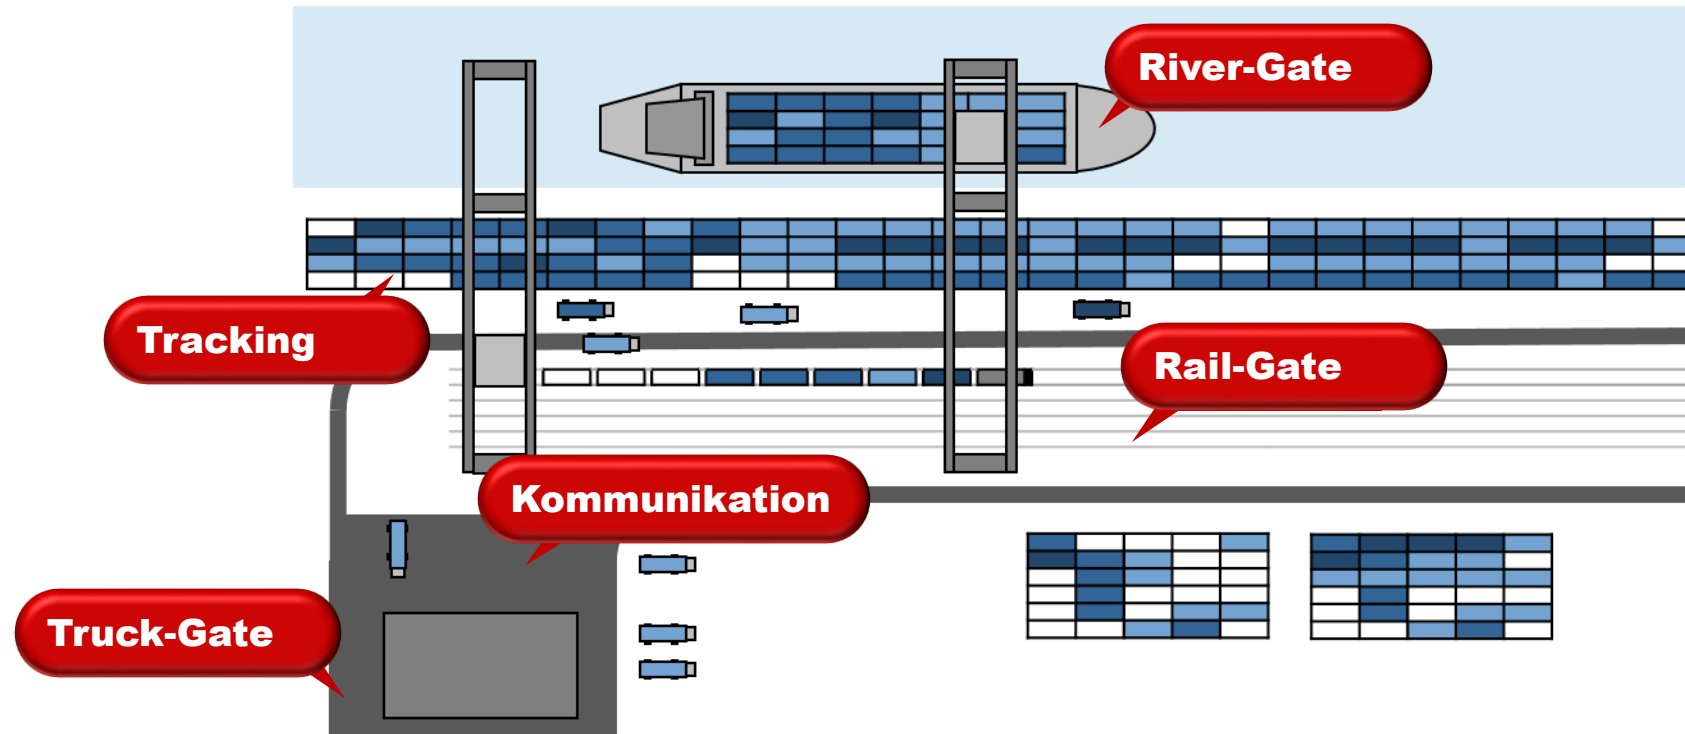 River-Gate
Tracking
Rail-Gate
Kommunikation
Truck-Gate